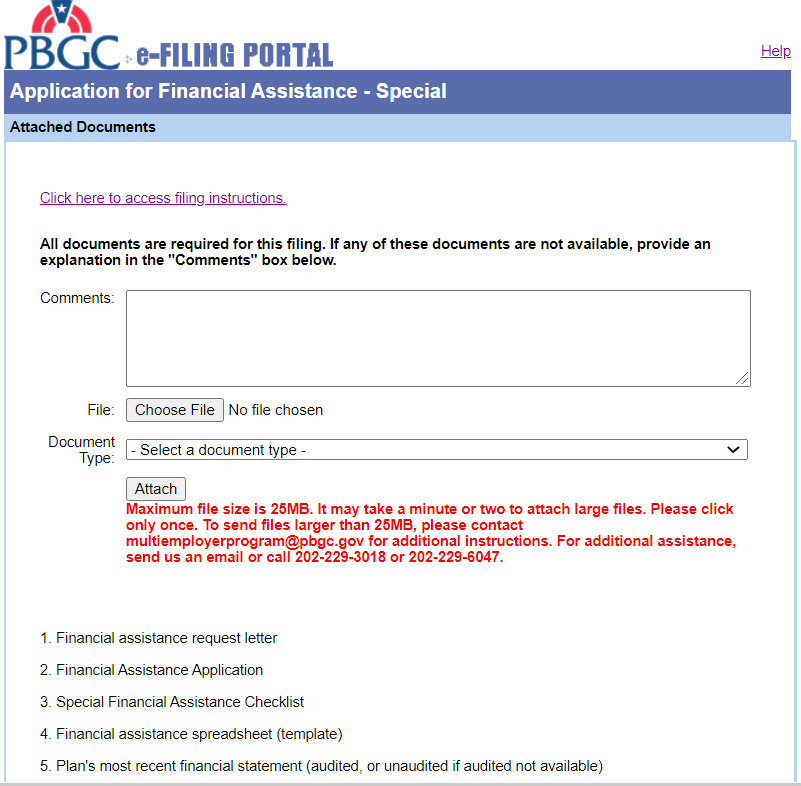 PBGC e-FILING PORTAL
Help
Application for Financial Assistance - Special
Attached Documents
Click here to access filing instructions.
All documents are required for this filing. If any of these documents are not available, provide an
explanation in the "Comments" box below.
Comments:
File: Choose File No file chosen
Document
Type: - Select a document type -
Attach
Maximum file size is 25MB. It may take a minute or two to attach large files. Please click
only once. To send files larger than 25MB, please contact
multiemployerprogram@pbgc.gov for additional instructions. For additional assistance,
send us an email or call 202-229-3018 or 202-229-6047.
1. Financial assistance request letter
2. Financial Assistance Application
3. Special Financial Assistance Checklist
4. Financial assistance spreadsheet (template)
5. Plan's most recent financial statement (audited, or unaudited if audited not available)